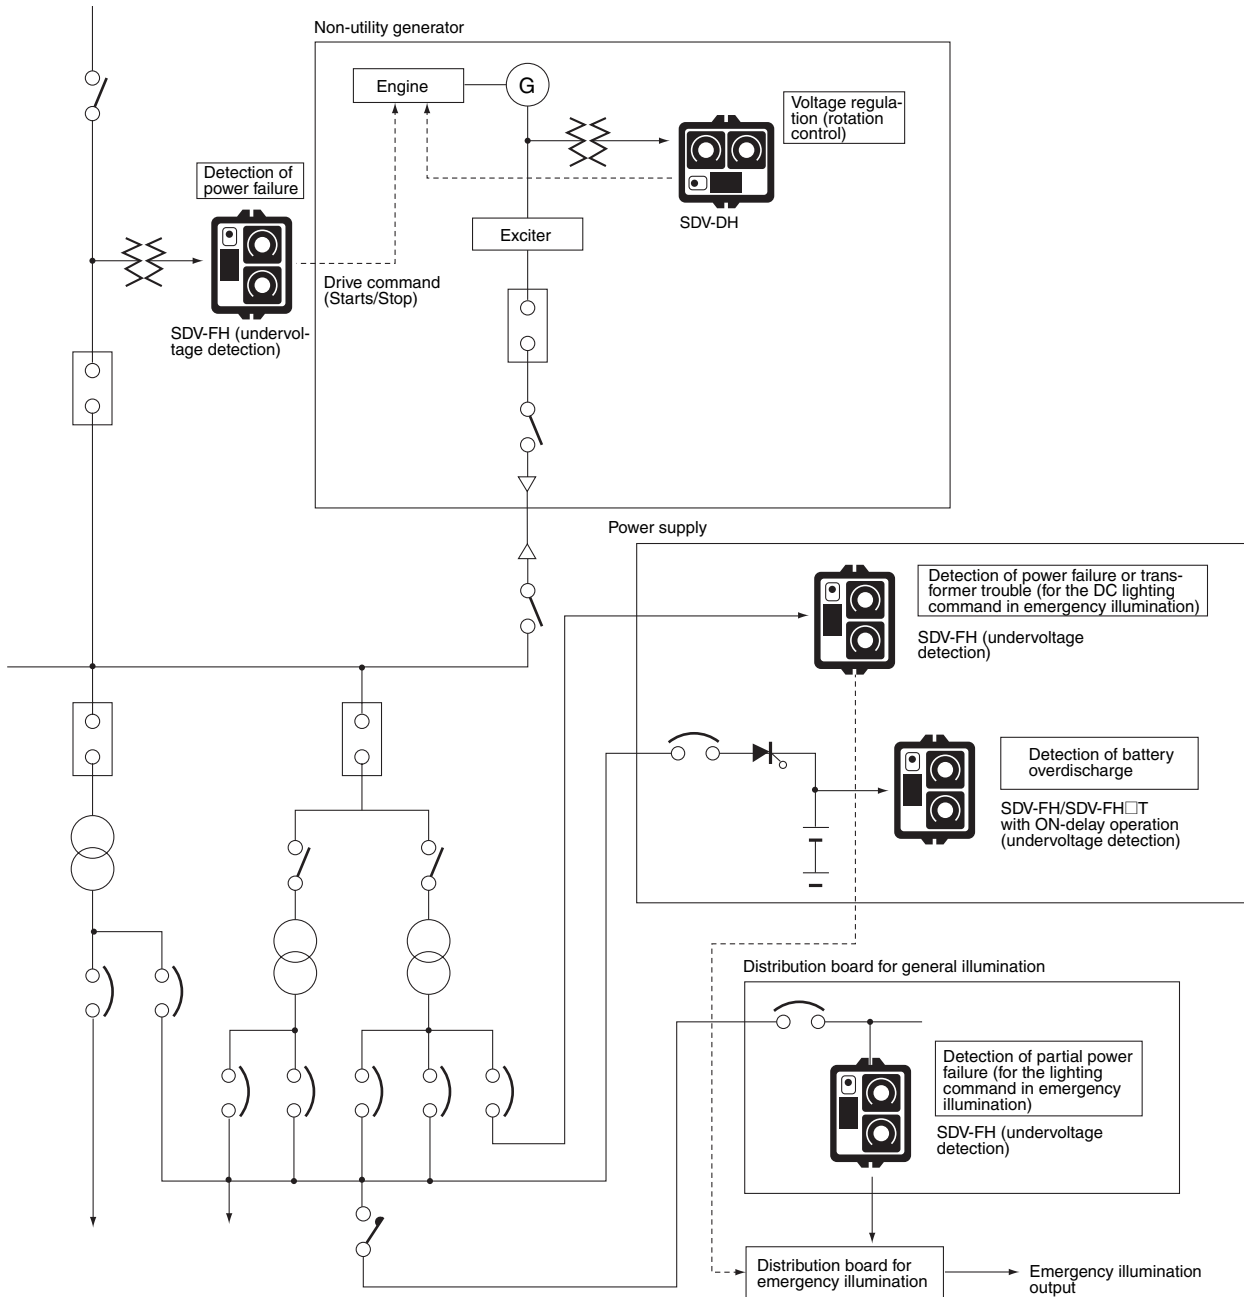 Non-utility generator
Engine
G
Voltage regula-
tion (rotation
control)
Detection of
power failure
SDV-DH
Exciter
Drive command
(Starts/Stop)
SDV-FH (undervol-
tage detection)
Power supply
Detection of power failure or trans-
former trouble (for the DC lighting
command in emergency illumination)
SDV-FH (undervoltage
detection)
Detection of battery
overdischarge
SDV-FH/SDV-FH□T
with ON-delay operation
(undervoltage detection)
Distribution board for general illumination
Detection of partial power
failure (for the lighting
command in emergency
illumination)
SDV-FH (undervoltage
detection)
Distribution board for
emergency illumination
Emergency illumination
output